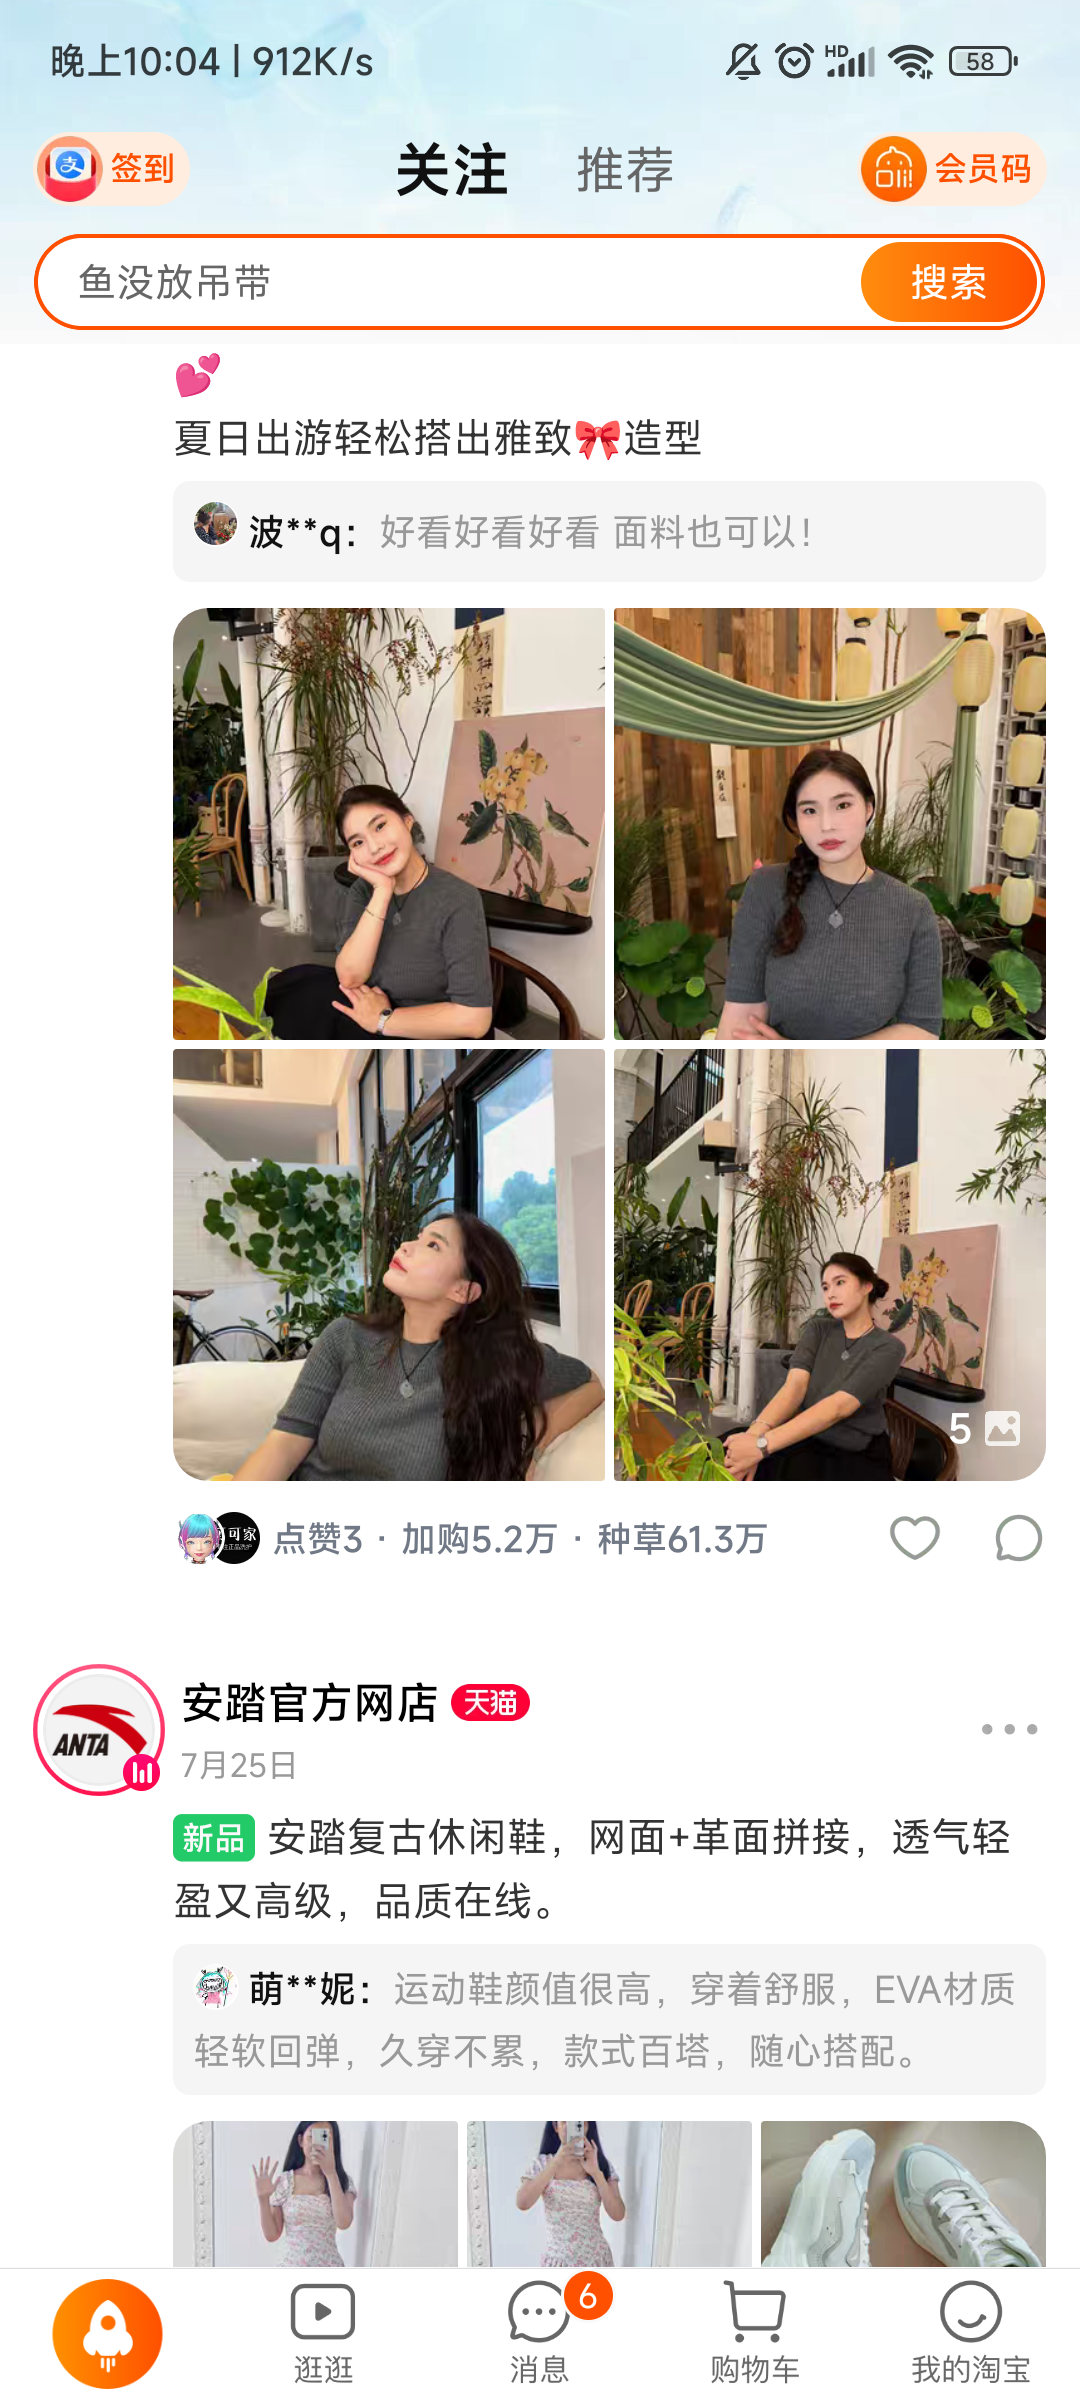 晚上10:04 | 912K/s
HD
58
支
签到
关注
推荐
会员码
鱼没放吊带
搜索
💕
夏日出游轻松搭出雅致🎀造型
波**q：好看好看好看 面料也可以！
5
可家
点赞3 · 加购5.2万 · 种草61.3万
ANTA
安踏官方网店
天猫
7月25日
新品 安踏复古休闲鞋，网面+革面拼接，透气轻
盈又高级，品质在线。
萌**妮：运动鞋颜值很高，穿着舒服，EVA材质
轻软回弹，久穿不累，款式百塔，随心搭配。
逛逛
6
消息
购物车
我的淘宝